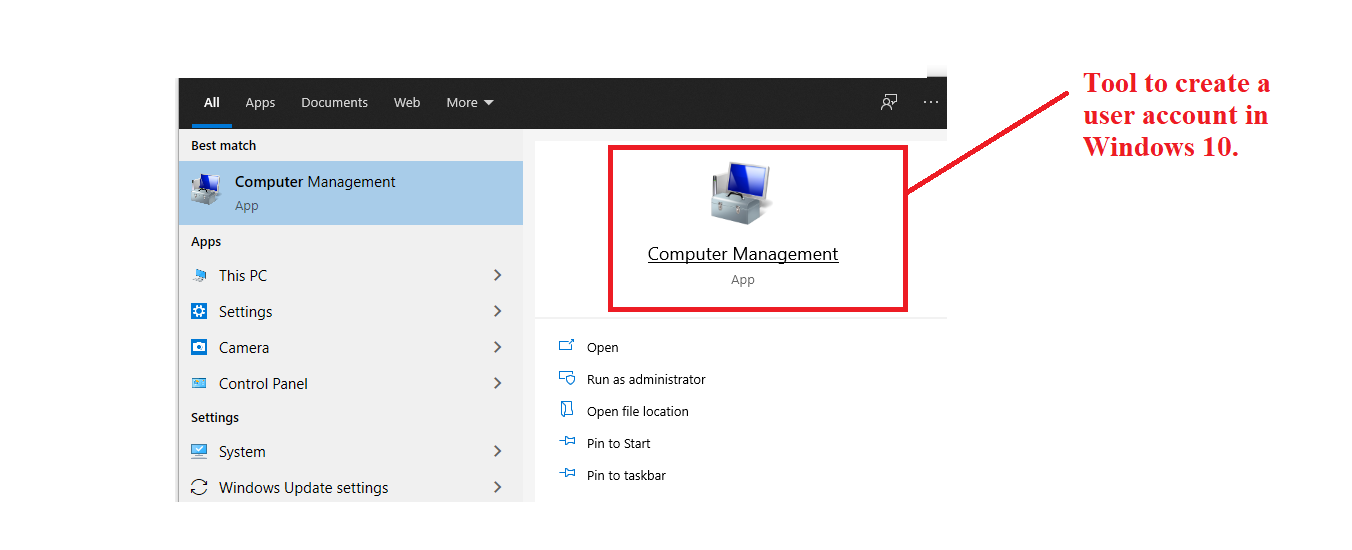 All Apps Documents Web More ...
Best match
Computer Management
App
Apps
This PC
Settings
Camera
Control Panel
Settings
System
Windows Update settings
Computer Management
App
Open
Run as administrator
Open file location
Pin to Start
Pin to taskbar
Tool to create a
user account in
Windows 10.